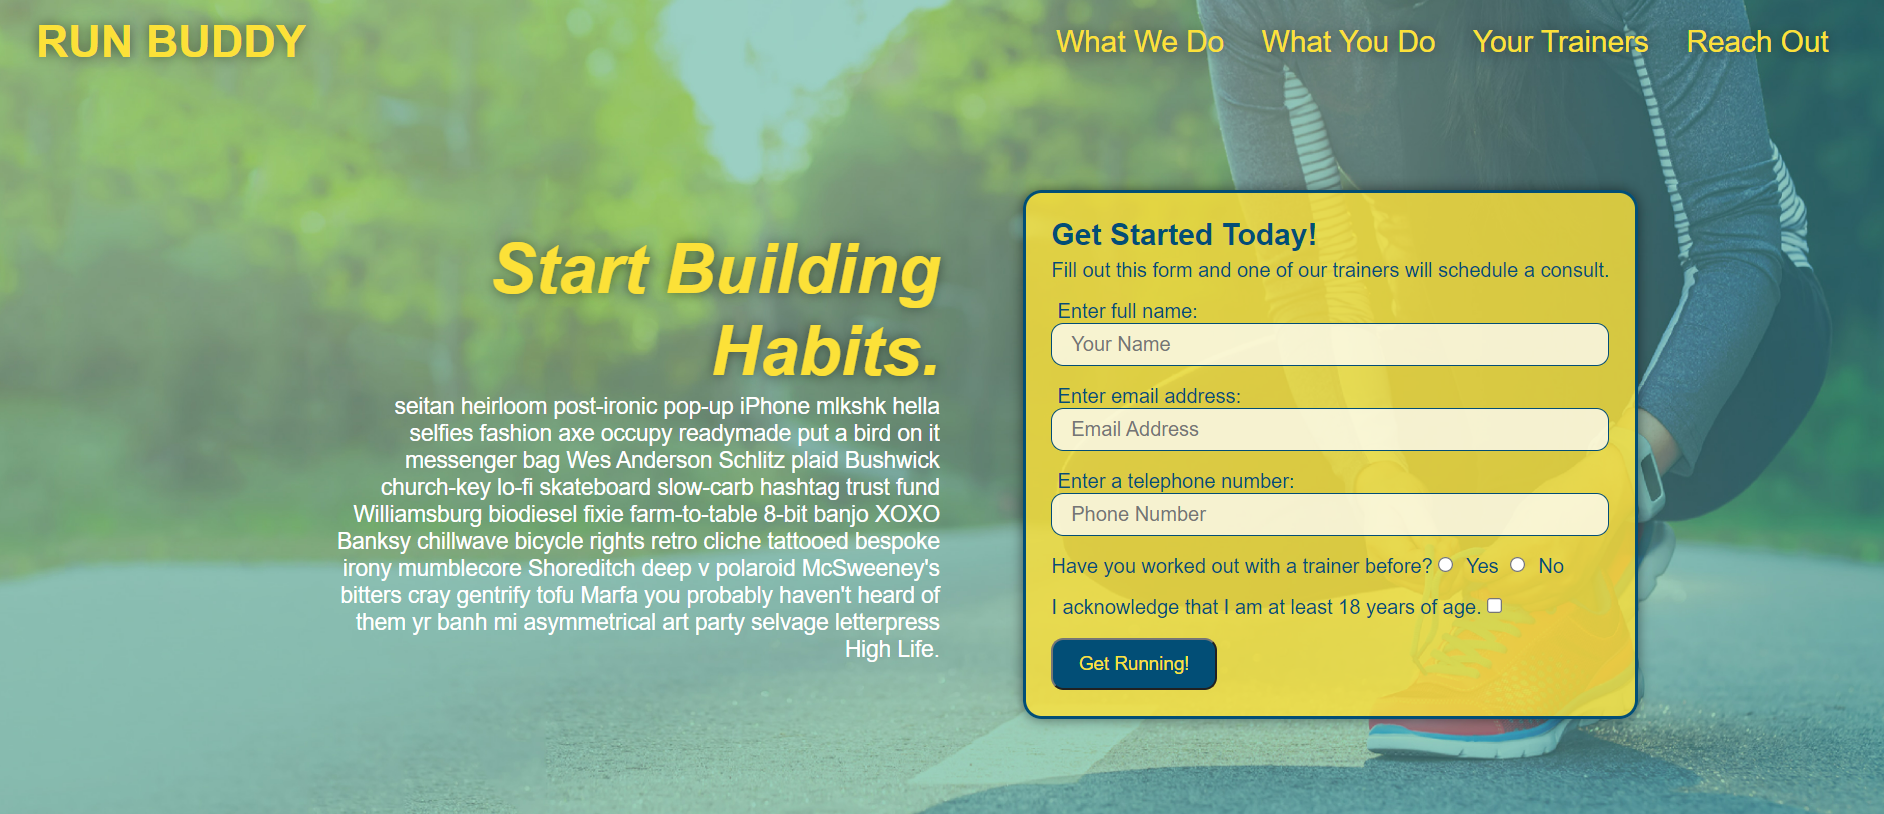 RUN BUDDY
What We Do What You Do Your Trainers Reach Out
Start Building
Habits.
seitan heirloom post-ironic pop-up iPhone mlkshk hella
selfies fashion axe occupy readymade put a bird on it
messenger bag Wes Anderson Schlitz plaid Bushwick
church-key lo-fi skateboard slow-carb hashtag trust fund
Williamsburg biodiesel fixie farm-to-table 8-bit banjo XOXO
Banksy chillwave bicycle rights retro cliche tattooed bespoke
irony mumblecore Shoreditch deep v polaroid McSweeney's
bitters cray gentrify tofu Marfa you probably haven't heard of
them yr banh mi asymmetrical art party selvage letterpress
High Life.
Get Started Today!
Fill out this form and one of our trainers will schedule a consult.
Enter full name:
Your Name
Enter email address:
Email Address
Enter a telephone number:
Phone Number
Have you worked out with a trainer before? Yes No
I acknowledge that I am at least 18 years of age.
Get Running!